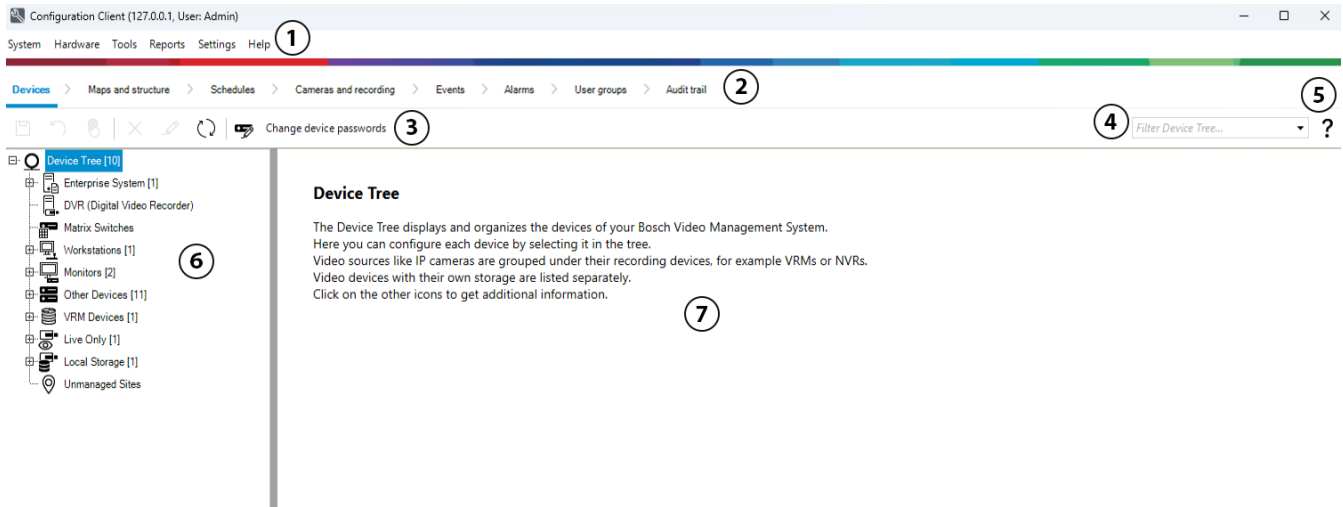 Configuration Client (127.0.0.1, User: Admin)
System Hardware Tools Reports Settings Help 1
Devices > Maps and structure > Schedules > Cameras and recording > Events > Alarms > User groups > Audit trail 2
5
Change device passwords 3
4 Filter Device Tree... ?
Device Tree [10]
Enterprise System [1]
DVR (Digital Video Recorder)
Matrix Switches
Workstations [1]
6
Monitors [2]
Other Devices [11]
VRM Devices [1]
Live Only [1]
Local Storage [1]
Unmanaged Sites
Device Tree
The Device Tree displays and organizes the devices of your Bosch Video Management System.
Here you can configure each device by selecting it in the tree.
Video sources like IP cameras are grouped under their recording devices, for example VRMs or NVRs.
Video devices with their own storage are listed separately.
Click on the other icons to get additional information.
7